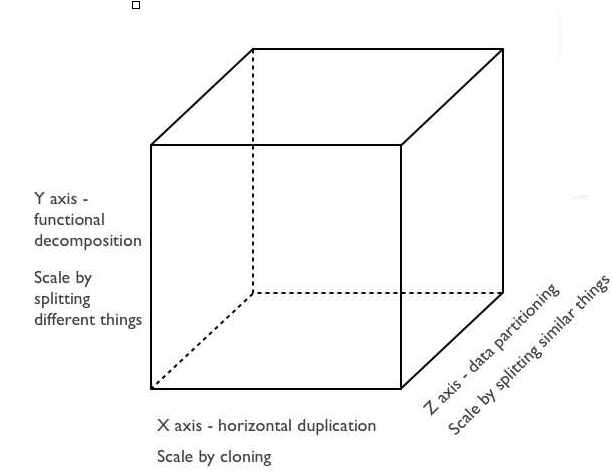 Y axis -
functional
decomposition
Scale by
splitting
different things
Z axis - data partitioning
Scale by splitting similar things
X axis - horizontal duplication
Scale by cloning